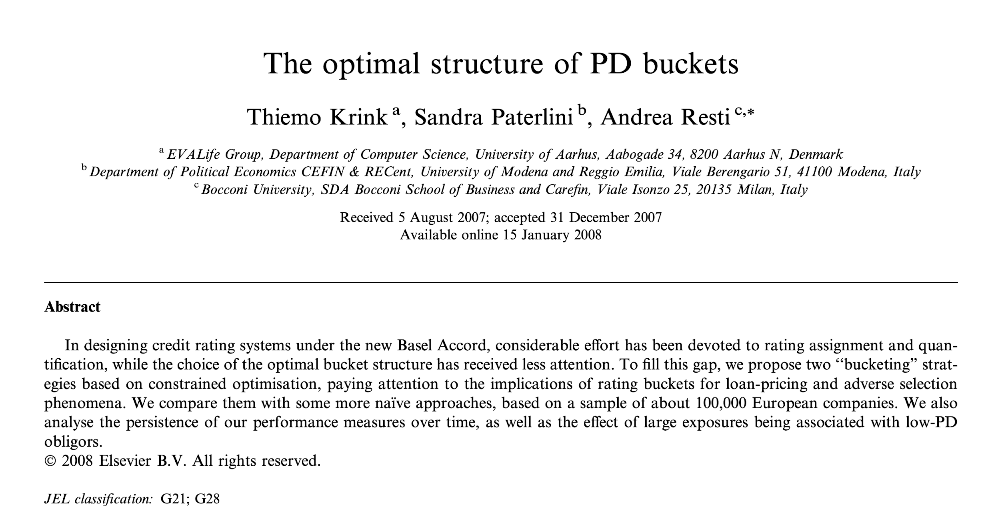 The optimal structure of PD buckets
Thiemo Krink a, Sandra Paterlini b, Andrea Resti c,*
a EVALife Group, Department of Computer Science, University of Aarhus, Aabogade 34, 8200 Aarhus N, Denmark
b Department of Political Economics CEFIN & RECent, University of Modena and Reggio Emilia, Viale Berengario 51, 41100 Modena, Italy
c Bocconi University, SDA Bocconi School of Business and Carefin, Viale Isonzo 25, 20135 Milan, Italy
Received 5 August 2007; accepted 31 December 2007
Available online 15 January 2008
Abstract
In designing credit rating systems under the new Basel Accord, considerable effort has been devoted to rating assignment and quan-
tification, while the choice of the optimal bucket structure has received less attention. To fill this gap, we propose two “bucketing” strat-
egies based on constrained optimisation, paying attention to the implications of rating buckets for loan-pricing and adverse selection
phenomena. We compare them with some more naïve approaches, based on a sample of about 100,000 European companies. We also
analyse the persistence of our performance measures over time, as well as the effect of large exposures being associated with low-PD
obligors.
© 2008 Elsevier B.V. All rights reserved.
JEL classification: G21; G28